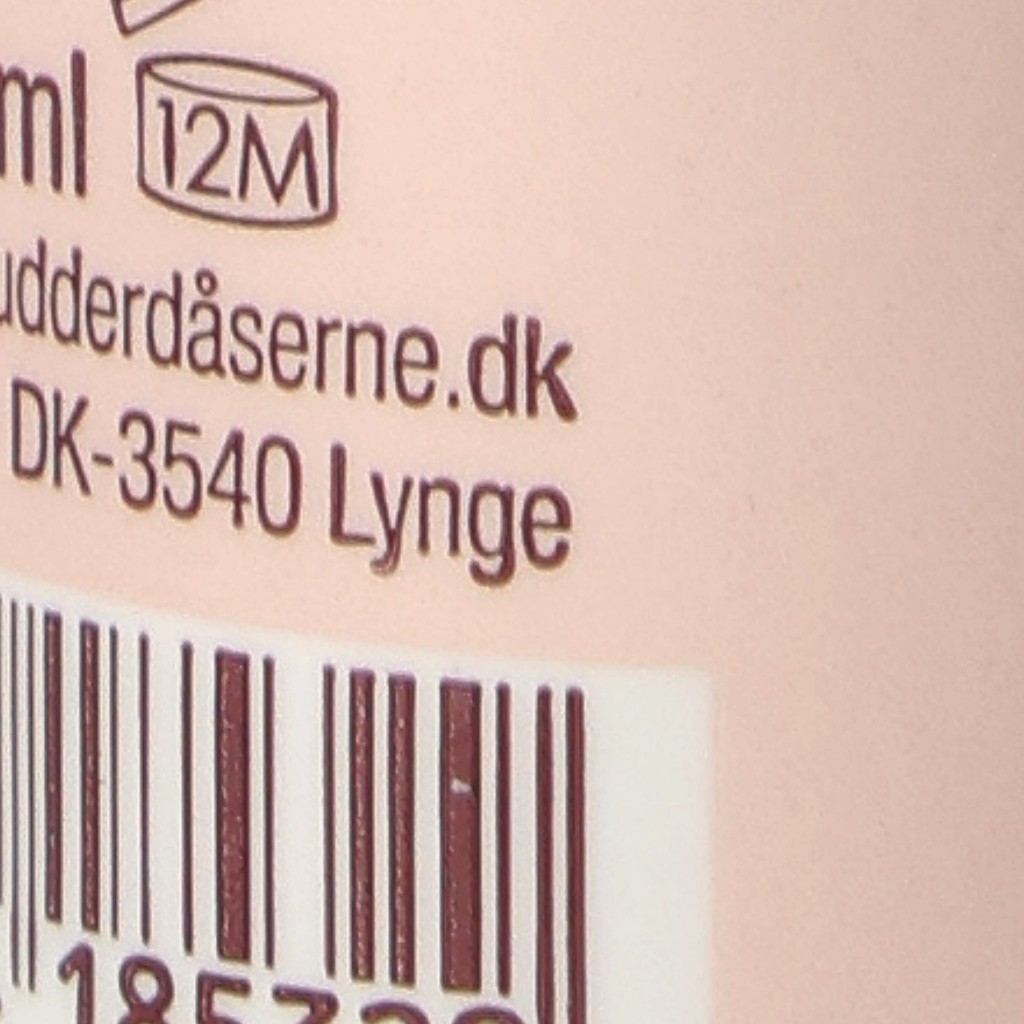 ml 12M
udderdåserne.dk
DK-3540 Lynge